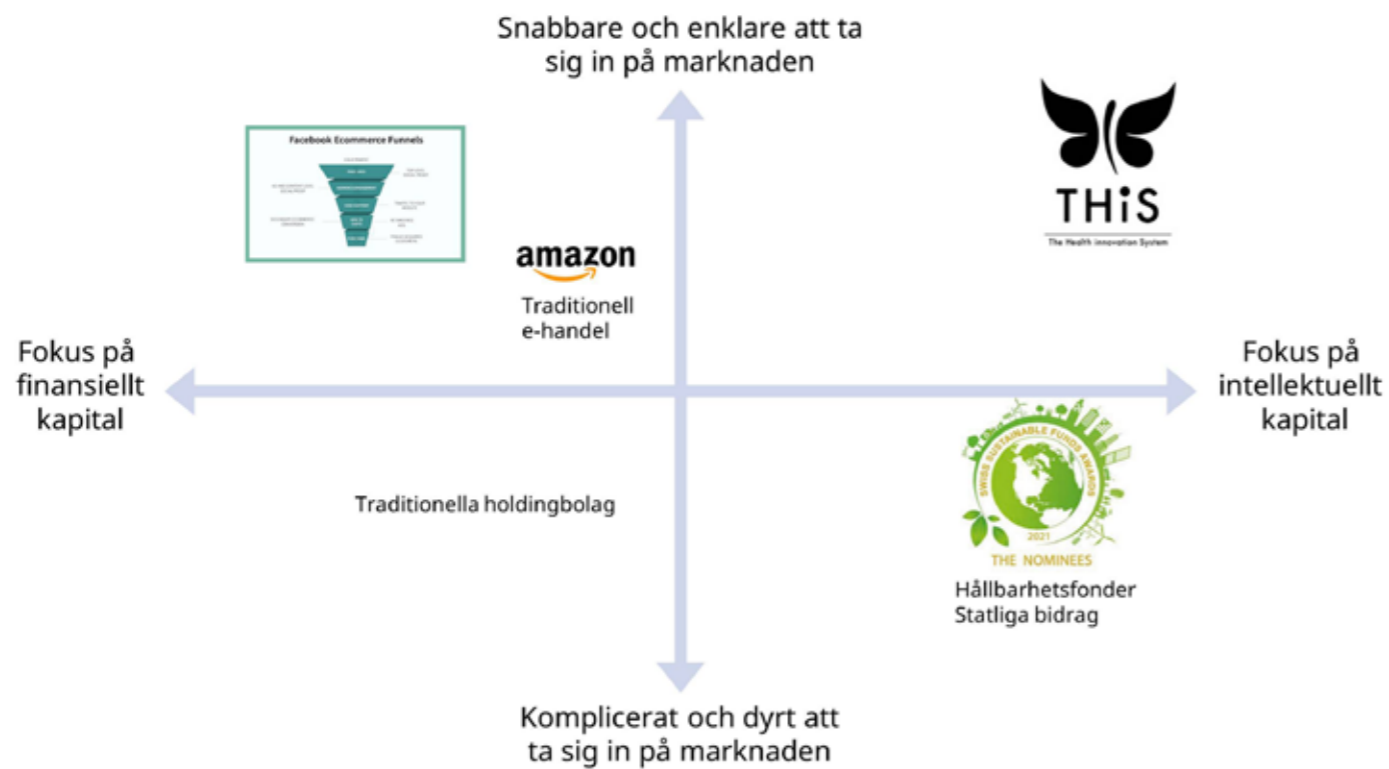 Snabbare och enklare att ta
sig in på marknaden
Facebook Ecommerce Funnels
THiS
The Health innovation System
amazon
Traditionell
e-handel
Fokus på
finansiellt
kapital
Fokus på
intellektuellt
kapital
SWISS SUSTAINABLE FUNDS AWARDS
2021
THE NOMINEES
Traditionella holdingbolag
Hållbarhetsfonder
Statliga bidrag
Komplicerat och dyrt att
ta sig in på marknaden